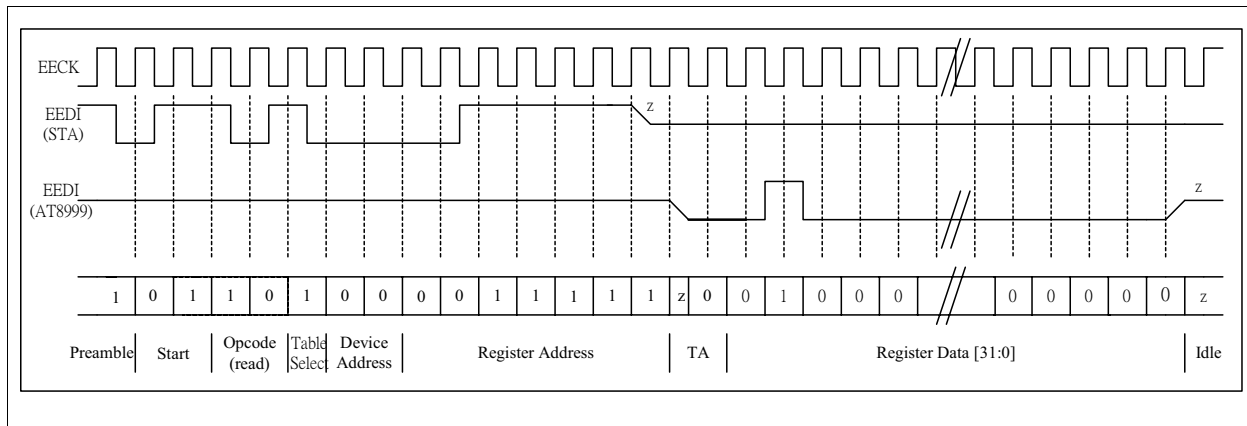 EECK
EEDI
(STA)
z
EEDI
(AT8999)
z
1 0 1 1 0 1 0 0 0 0 1 1 1 1 1 z 0 0 1 0 0 0 0 0 0 0 0 z
Preamble Start Opcode (read) Table Select Device Address Register Address TA Register Data [31:0] Idle